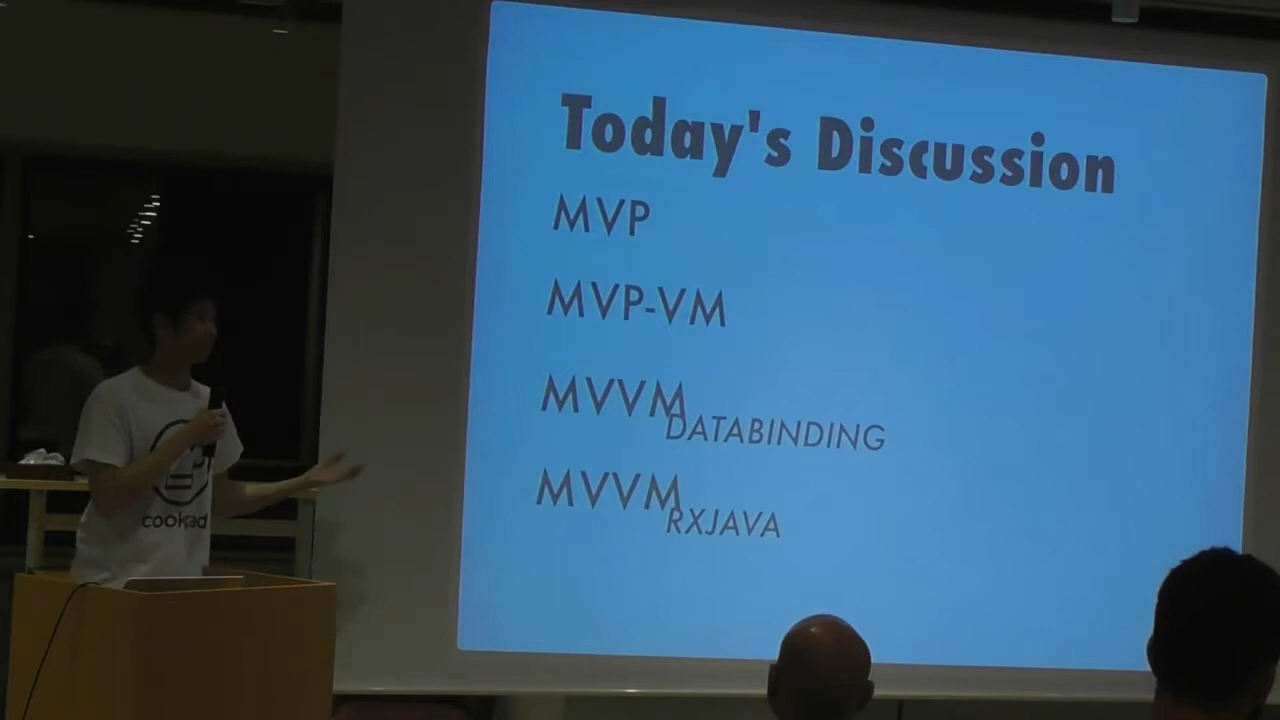 Today's Discussion
MVP
MVP-VM
MVVM
DATABINDING
MVVM
RXJAVA
cookpad